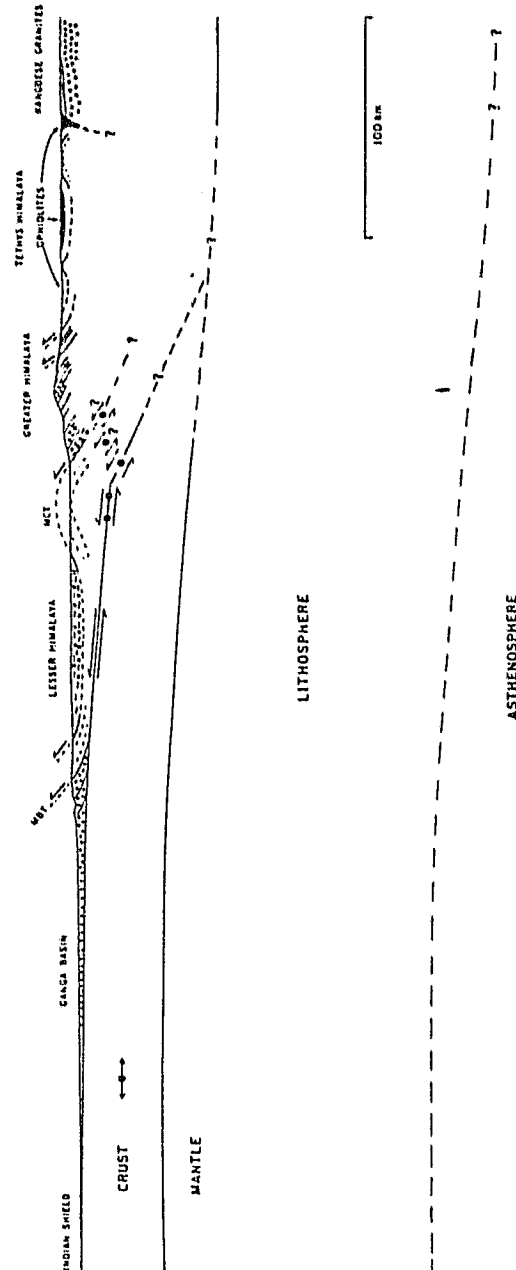 INDIAN SHIELD
GANGA BASIN
MBT
LESSER HIMALAYA
MCT
GREATER HIMALAYA
TETHYS HIMALAYA
OPHIOLITES
KANGDESE GRANITES
?
?
?
?
?
?
?
?
CRUST
MANTLE
LITHOSPHERE
ASTHENOSPHERE
100 km